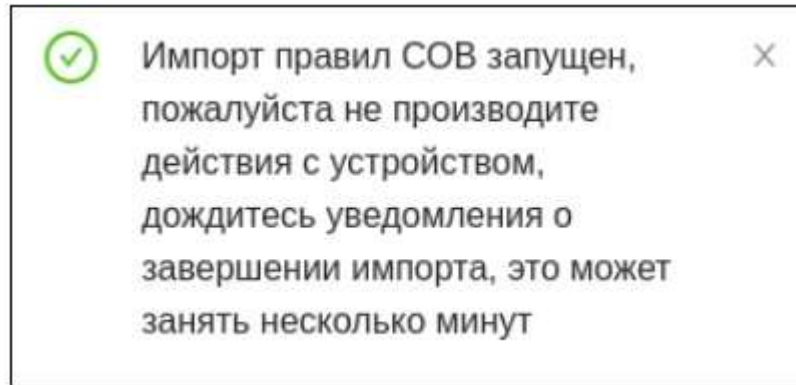 Импорт правил СОВ запущен,
пожалуйста не производите
действия с устройством,
дождитесь уведомления о
завершении импорта, это может
занять несколько минут